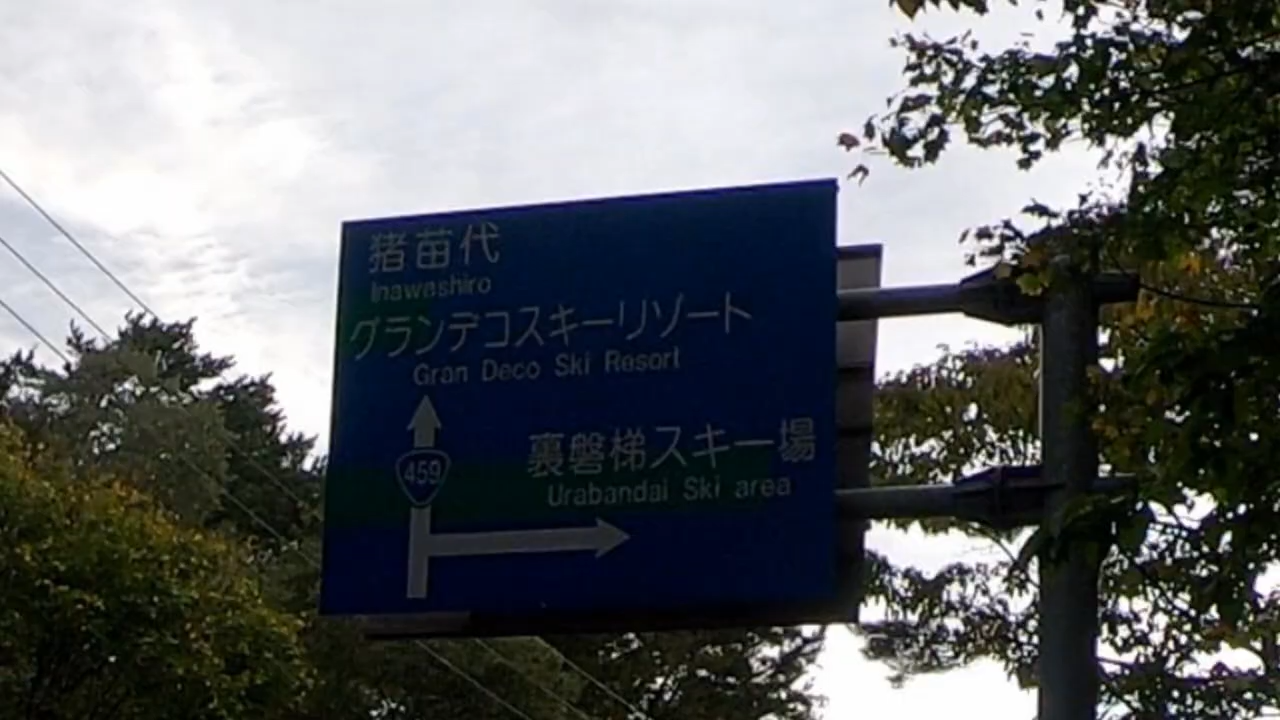 猪苗代
Inawashiro
グランデコスキーリゾート
Gran Deco Ski Resort
459
裏磐梯スキー場
Urabandai Ski area